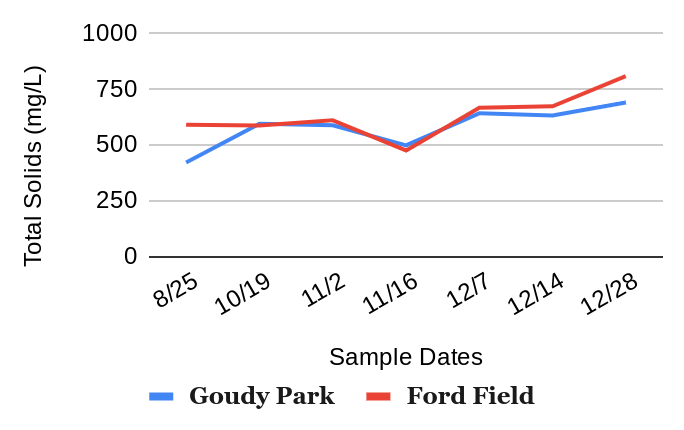 Total Solids (mg/L)
1000
750
500
250
0
8/25 10/19 11/2 11/16 12/7 12/14 12/28
Sample Dates
Goudy Park Ford Field